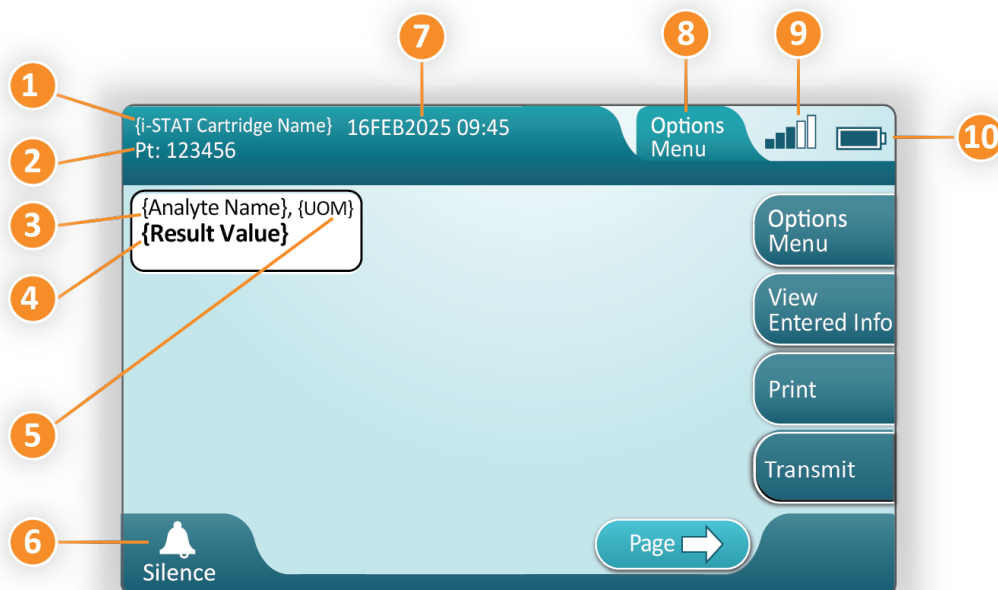 7
8
9
1
{i-STAT Cartridge Name} 16FEB2025 09:45
Options
Menu
10
2
Pt: 123456
3
{Analyte Name}, {UOM}
{Result Value}
4
Options
Menu
View
Entered Info
Print
5
Transmit
6
Silence
Page